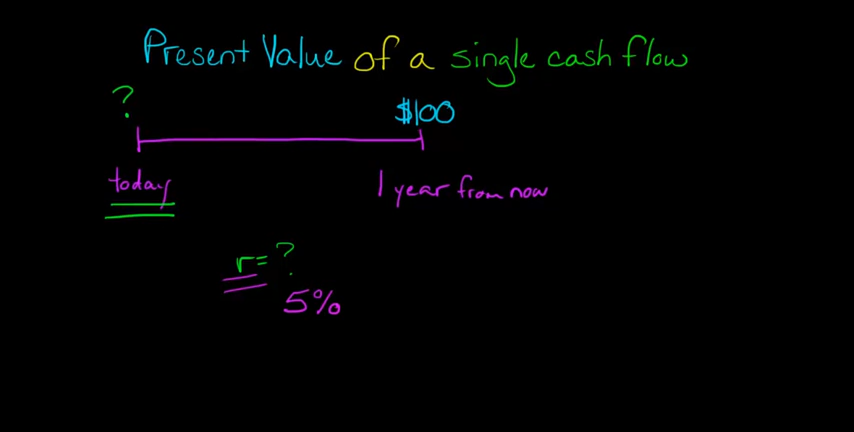 Present Value of a single cash flow
? $100
today 1 year from now
r = ?
5%